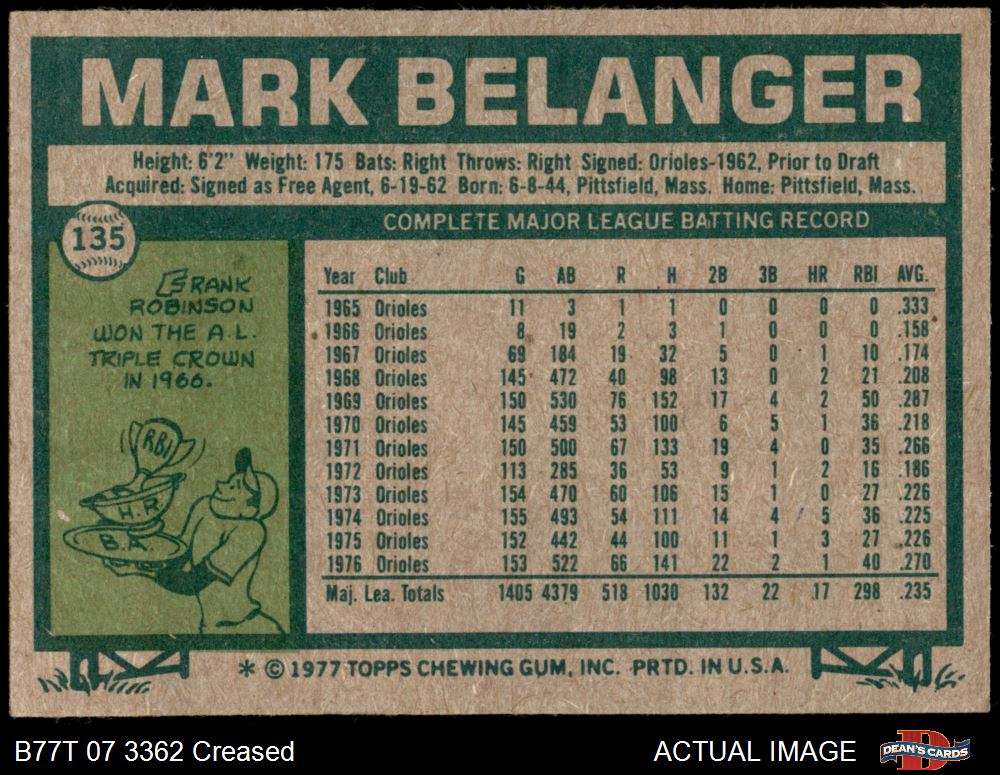 MARK BELANGER
Height: 6'2" Weight: 175 Bats: Right Throws: Right Signed: Orioles-1962, Prior to Draft
Acquired: Signed as Free Agent, 6-19-62 Born: 6-8-44, Pittsfield, Mass. Home: Pittsfield, Mass.
135
COMPLETE MAJOR LEAGUE BATTING RECORD
FRANK
ROBINSON
WON THE A.L.
TRIPLE CROWN
IN 1966.
RBI
H.R
B.A.
Year Club G AB R H 2B 3B HR RBI AVG.
1965 Orioles 11 3 1 1 0 0 0 0 .333
1966 Orioles 8 19 2 3 1 0 0 0 .158
1967 Orioles 69 184 19 32 5 0 1 10 .174
1968 Orioles 145 472 40 98 13 0 2 21 .208
1969 Orioles 150 530 76 152 17 4 2 50 .287
1970 Orioles 145 459 53 100 6 5 1 36 .218
1971 Orioles 150 500 67 133 19 4 0 35 .266
1972 Orioles 113 285 36 53 9 1 2 16 .186
1973 Orioles 154 470 60 106 15 1 0 27 .226
1974 Orioles 155 493 54 111 14 4 5 36 .225
1975 Orioles 152 442 44 100 11 1 3 27 .226
1976 Orioles 153 522 66 141 22 2 1 40 .270
Maj. Lea. Totals 1405 4379 518 1030 132 22 17 298 .235
* © 1977 TOPPS CHEWING GUM, INC. PRTD. IN U.S.A.
B77T 07 3362 Creased
ACTUAL IMAGE
D
DEAN'S CARDS